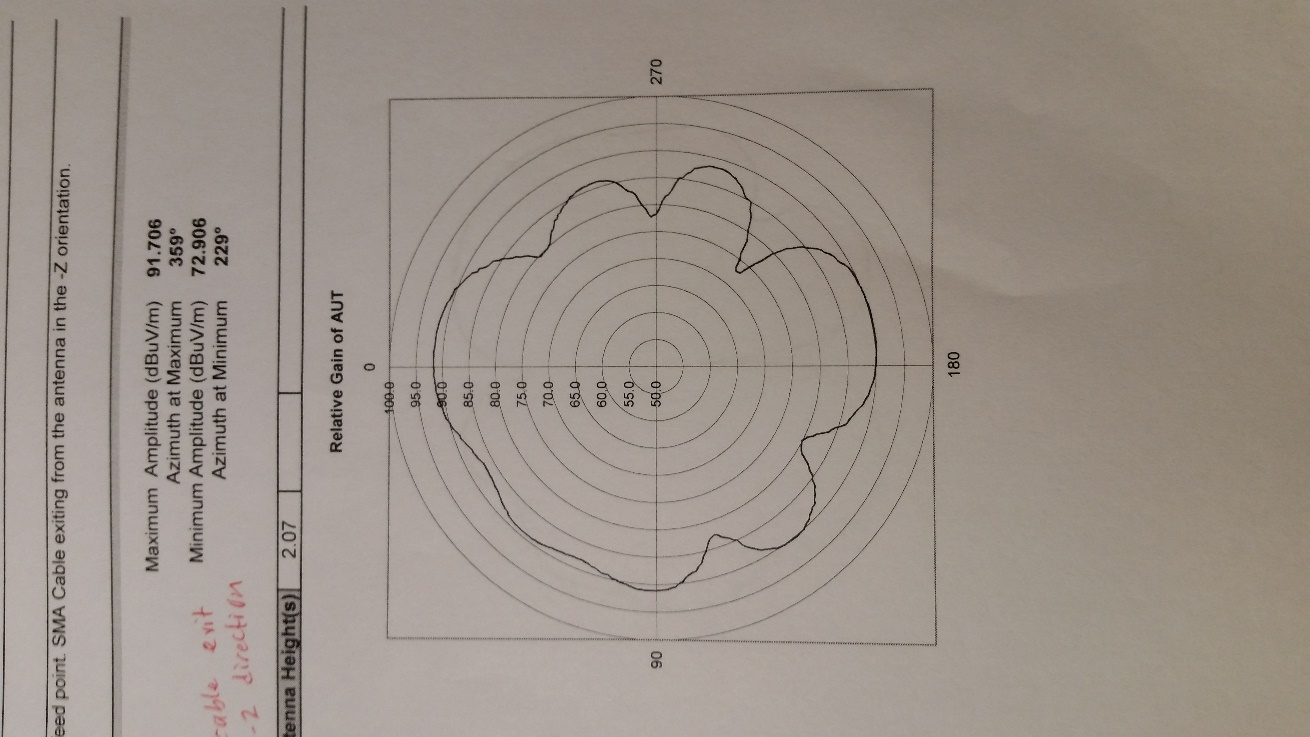 eed point. SMA Cable exiting from the antenna in the -Z orientation.
Maximum Amplitude (dBuV/m) 91.706
Azimuth at Maximum 359°
Minimum Amplitude (dBuV/m) 72.906
Azimuth at Minimum 229°
cable exit
-z direction
tenna Height(s) 2.07
Relative Gain of AUT
0
100.0
95.0
90.0
85.0
80.0
75.0
70.0
65.0
60.0
55.0
50.0
90
270
180